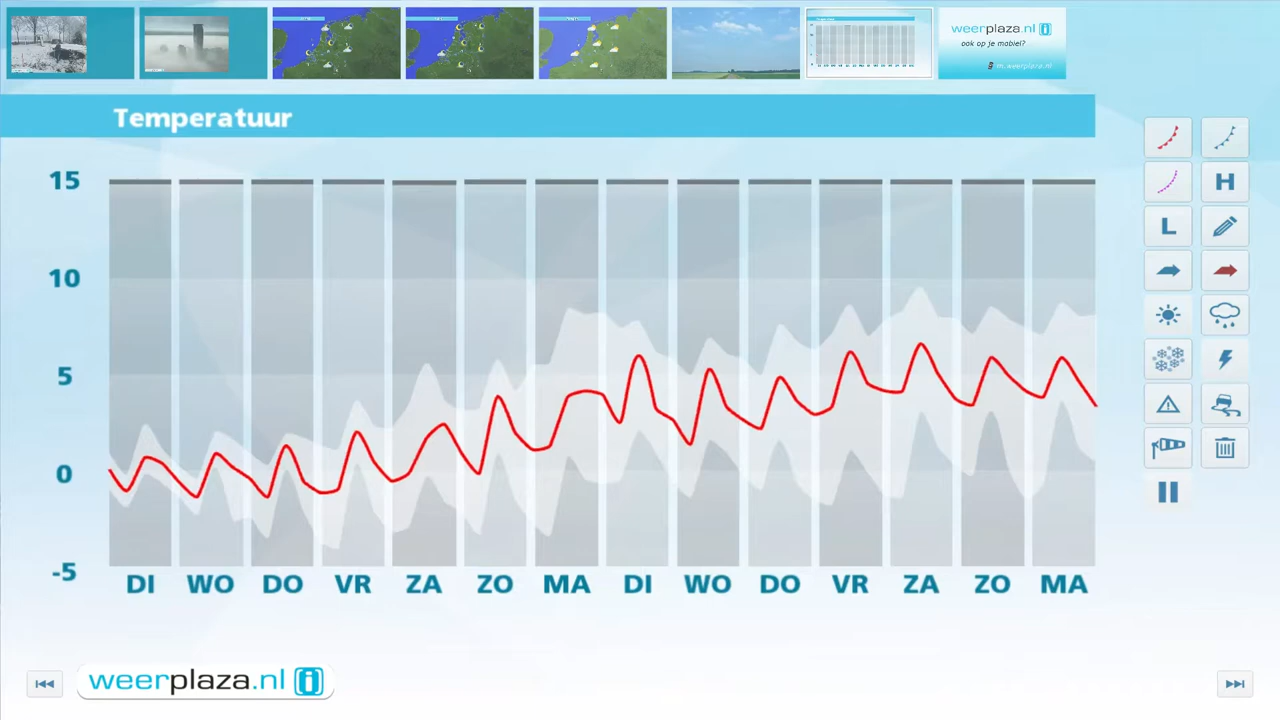 weerplaza.nl [i]
ook op je mobiel?
m.weerplaza.nl
Temperatuur
15
10
5
0
-5
DI WO DO VR ZA ZO MA DI WO DO VR ZA ZO MA
H
L
weerplaza.nl [i]